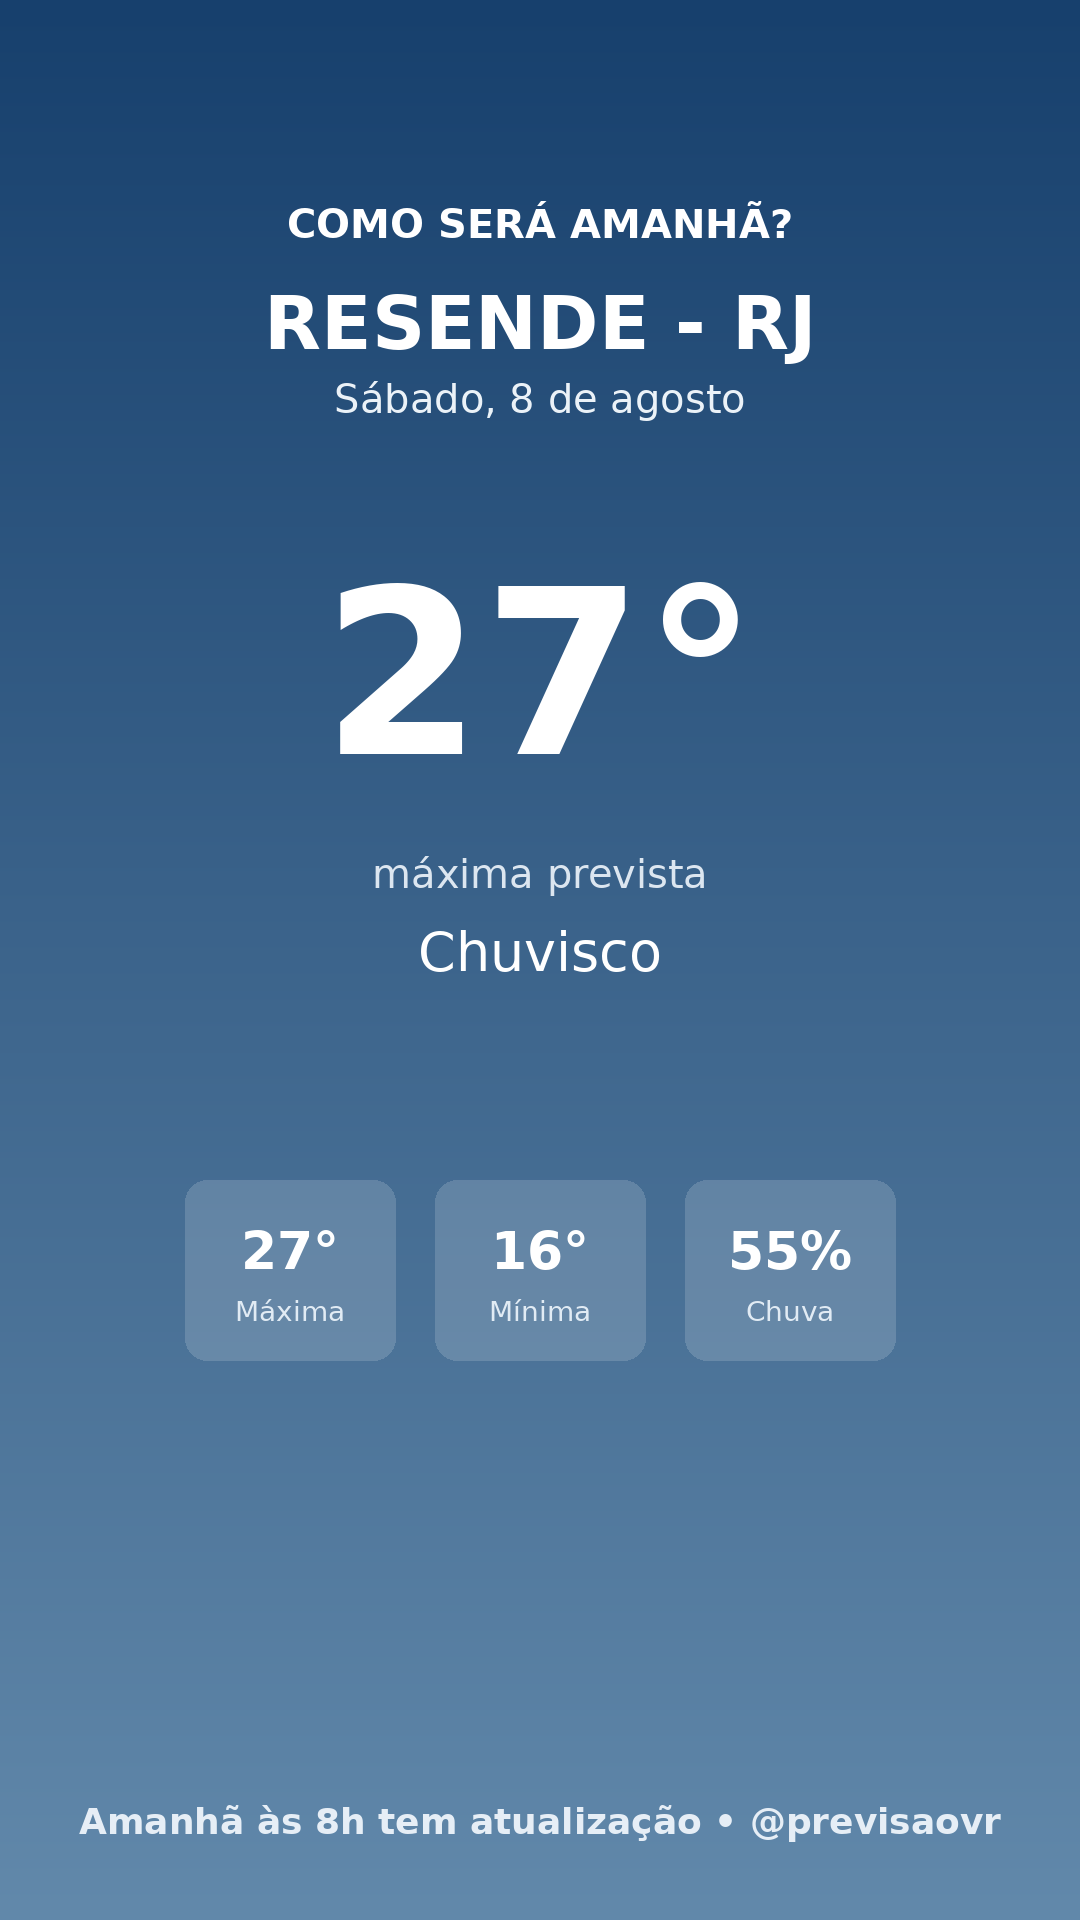 COMO SERÁ AMANHÃ?
RESENDE - RJ
Sábado, 8 de agosto
27°
máxima prevista
Chuvisco
27° 16° 55%
Máxima Mínima Chuva
Amanhã às 8h tem atualização • @previsaovr